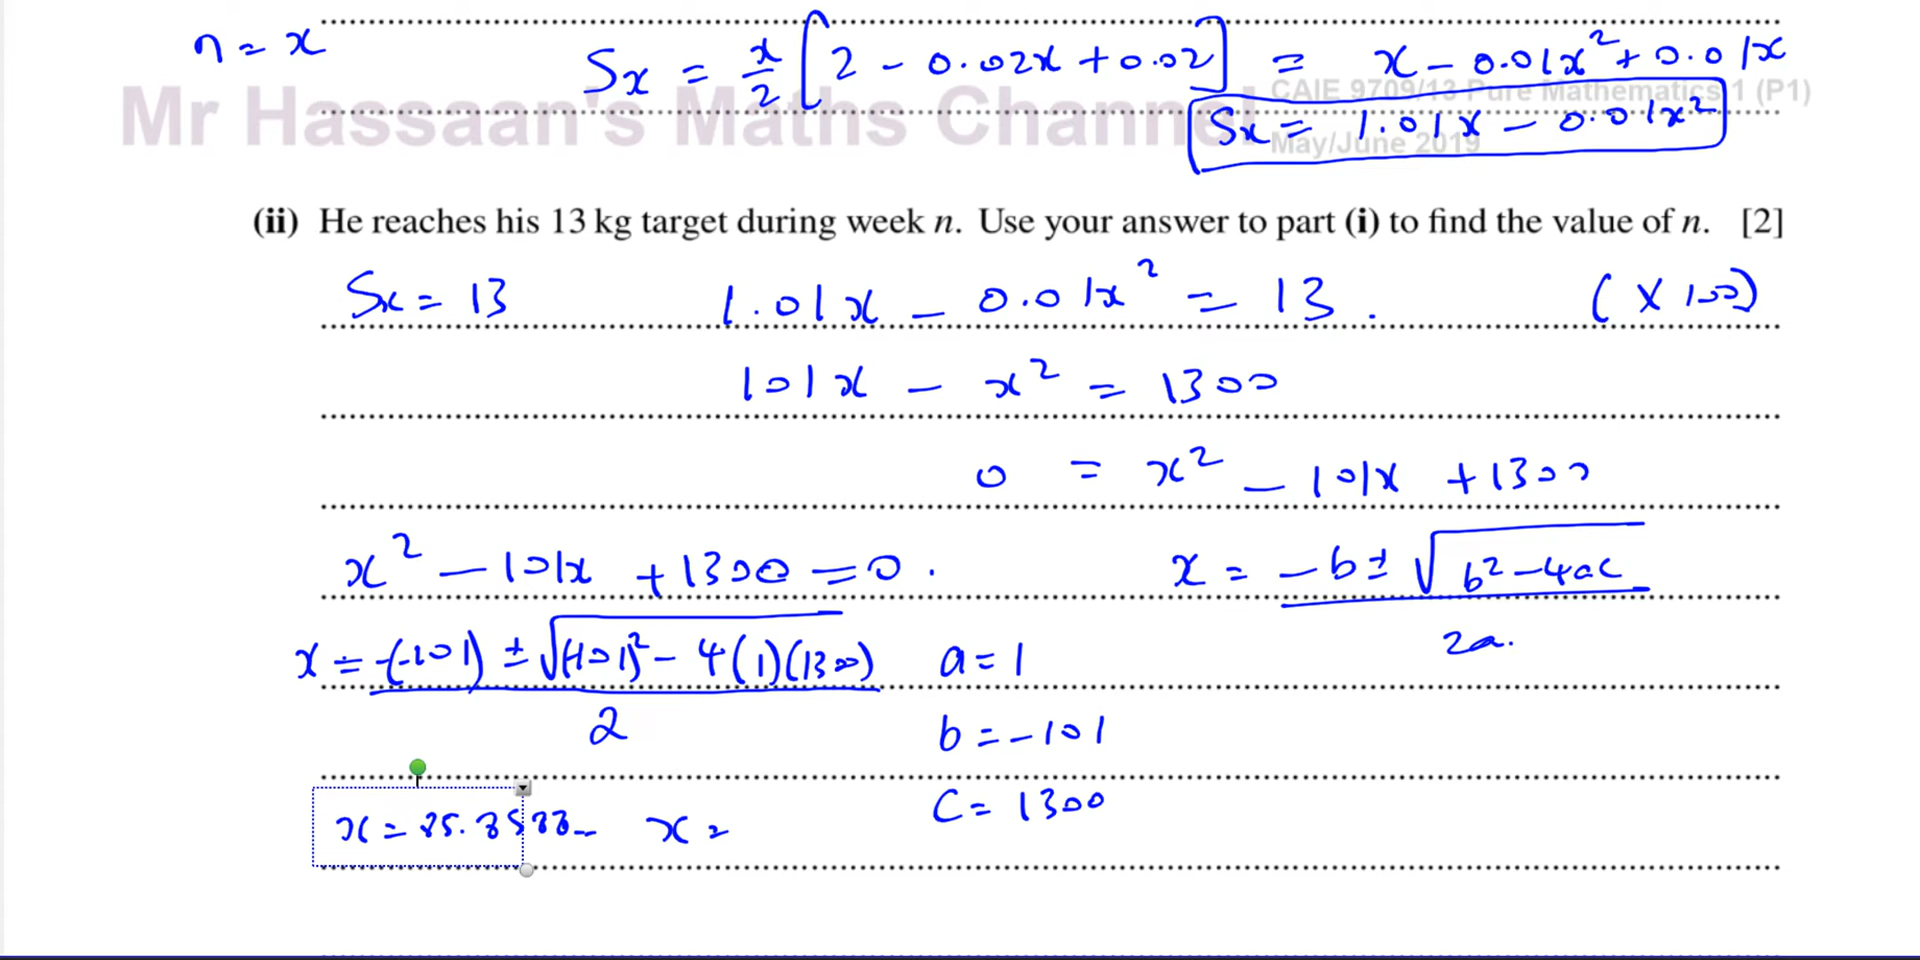 n = x
Sx = x/2 [2 - 0.02x + 0.02] = x - 0.01x² + 0.01x
Mr Hassaan's Maths Channel
CAIE 9709/13 Pure Mathematics 1 (P1)
Sx = 1.01x - 0.01x²
May/June 2019
(ii) He reaches his 13 kg target during week n. Use your answer to part (i) to find the value of n. [2]
Sx = 13 1.01x - 0.01x² = 13. (× 100)
101x - x² = 1300
0 = x² - 101x + 1300
x² - 101x + 1300 = 0. x = (-b ± √(b² - 4ac))/2a.
x = (-(-101) ± √((-101)² - 4(1)(1300)))/2 a = 1
b = -101
c = 1300
x = x =